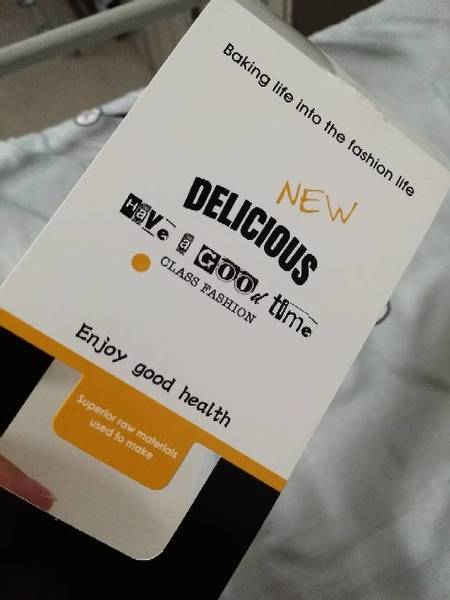 Baking life into the fashion life
NEW
DELICIOUS
Have a GOOd time
CLASS FASHION
Enjoy good health
Superior raw materials
used to make